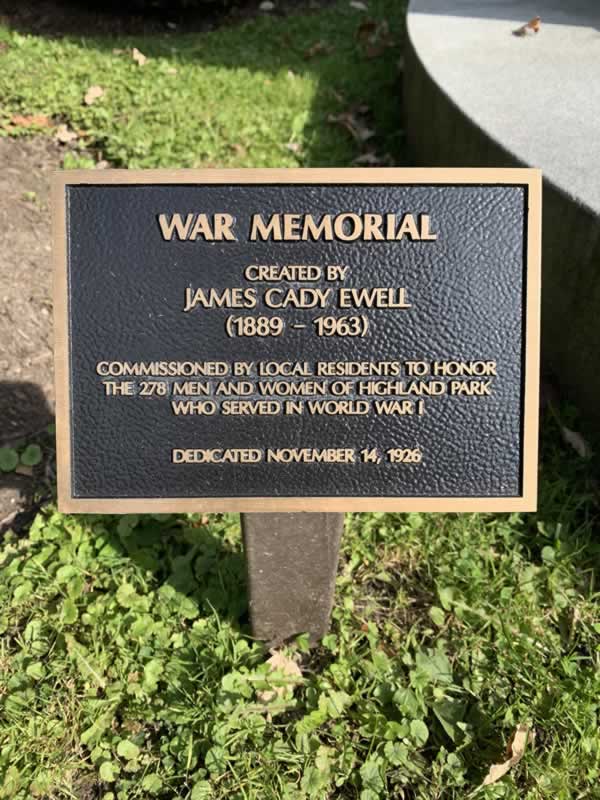 WAR MEMORIAL
CREATED BY
JAMES CADY EWELL
(1889 – 1963)
COMMISSIONED BY LOCAL RESIDENTS TO HONOR
THE 278 MEN AND WOMEN OF HIGHLAND PARK
WHO SERVED IN WORLD WAR I
DEDICATED NOVEMBER 14, 1926